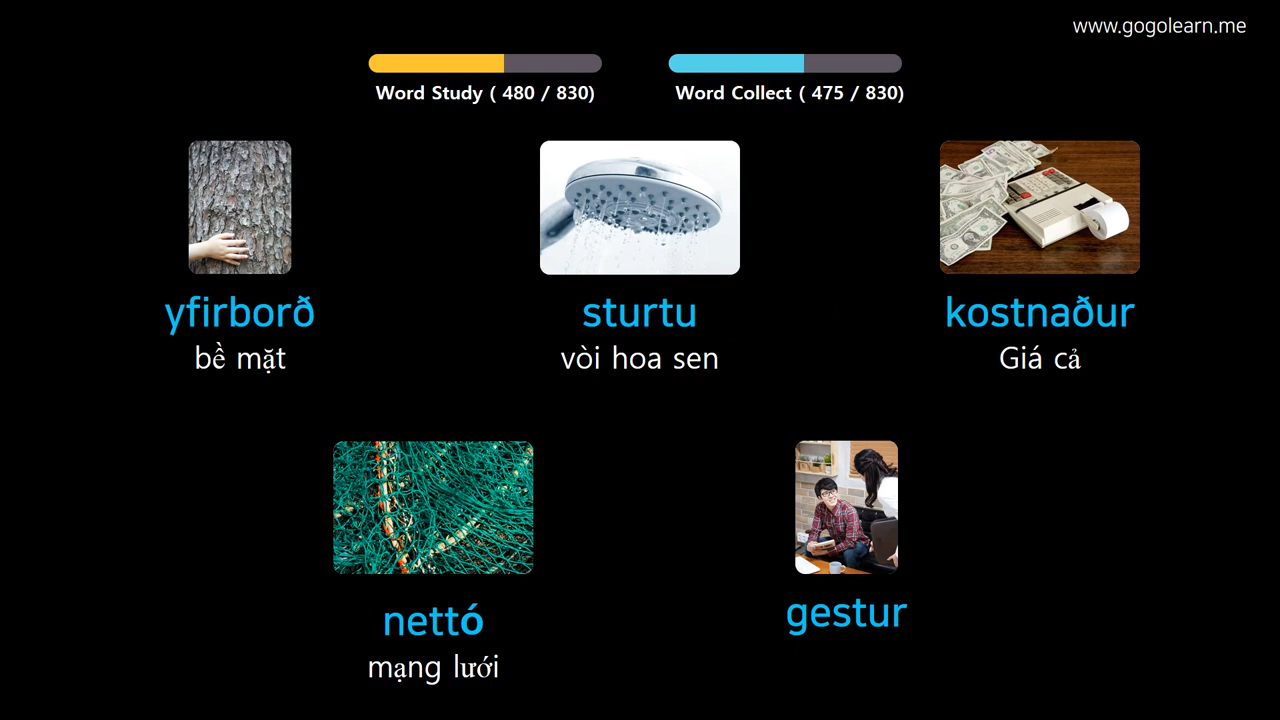 www.gogolearn.me
Word Study ( 480 / 830)
Word Collect ( 475 / 830)
yfirborð
bề mặt
sturtu
vòi hoa sen
kostnaður
Giá cả
nettó
mạng lưới
gestur